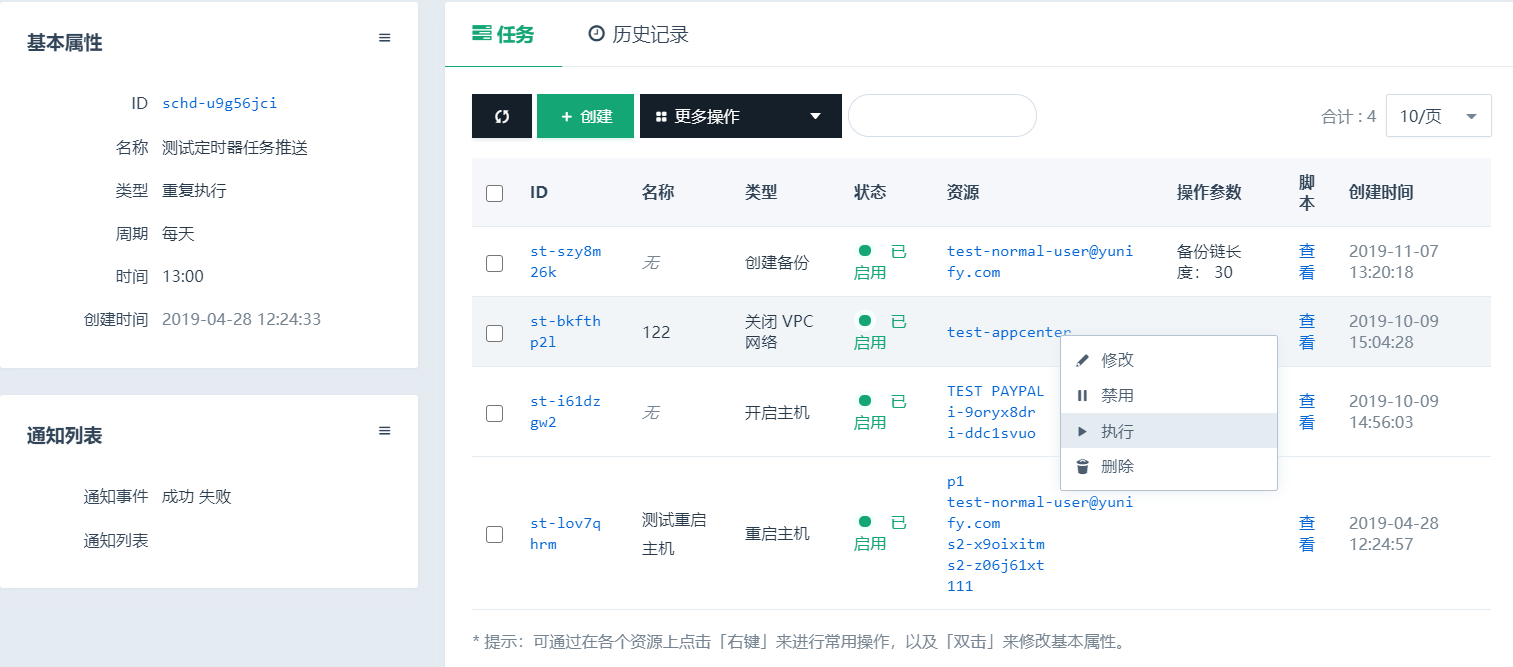 基本属性
ID schd-u9g56jci
名称 测试定时器任务推送
类型 重复执行
周期 每天
时间 13:00
创建时间 2019-04-28 12:24:33
通知列表
通知事件 成功 失败
通知列表
任务 历史记录
+ 创建 更多操作 合计 : 4 10/页
ID 名称 类型 状态 资源 操作参数 脚本 创建时间
st-szy8m 无 创建备份 已 test-normal-user@yuni 备份链长 查 2019-11-07
26k 启用 fy.com 度： 30 看 13:20:18
st-bkfth 122 关闭 VPC 已 test-appcenter 查 2019-10-09
p2l 网络 启用 看 15:04:28
修改
禁用
执行
删除
st-i61dz 无 开启主机 已 TEST PAYPAL 查 2019-10-09
gw2 启用 i-9oryx8dr 看 14:56:03
i-ddc1svuo
p1
test-normal-user@yuni
st-lov7q 测试重启 重启主机 已 fy.com 查 2019-04-28
hrm 主机 启用 s2-x9oixitm 看 12:24:57
s2-z06j61xt
111
* 提示：可通过在各个资源上点击「右键」来进行常用操作，以及「双击」来修改基本属性。